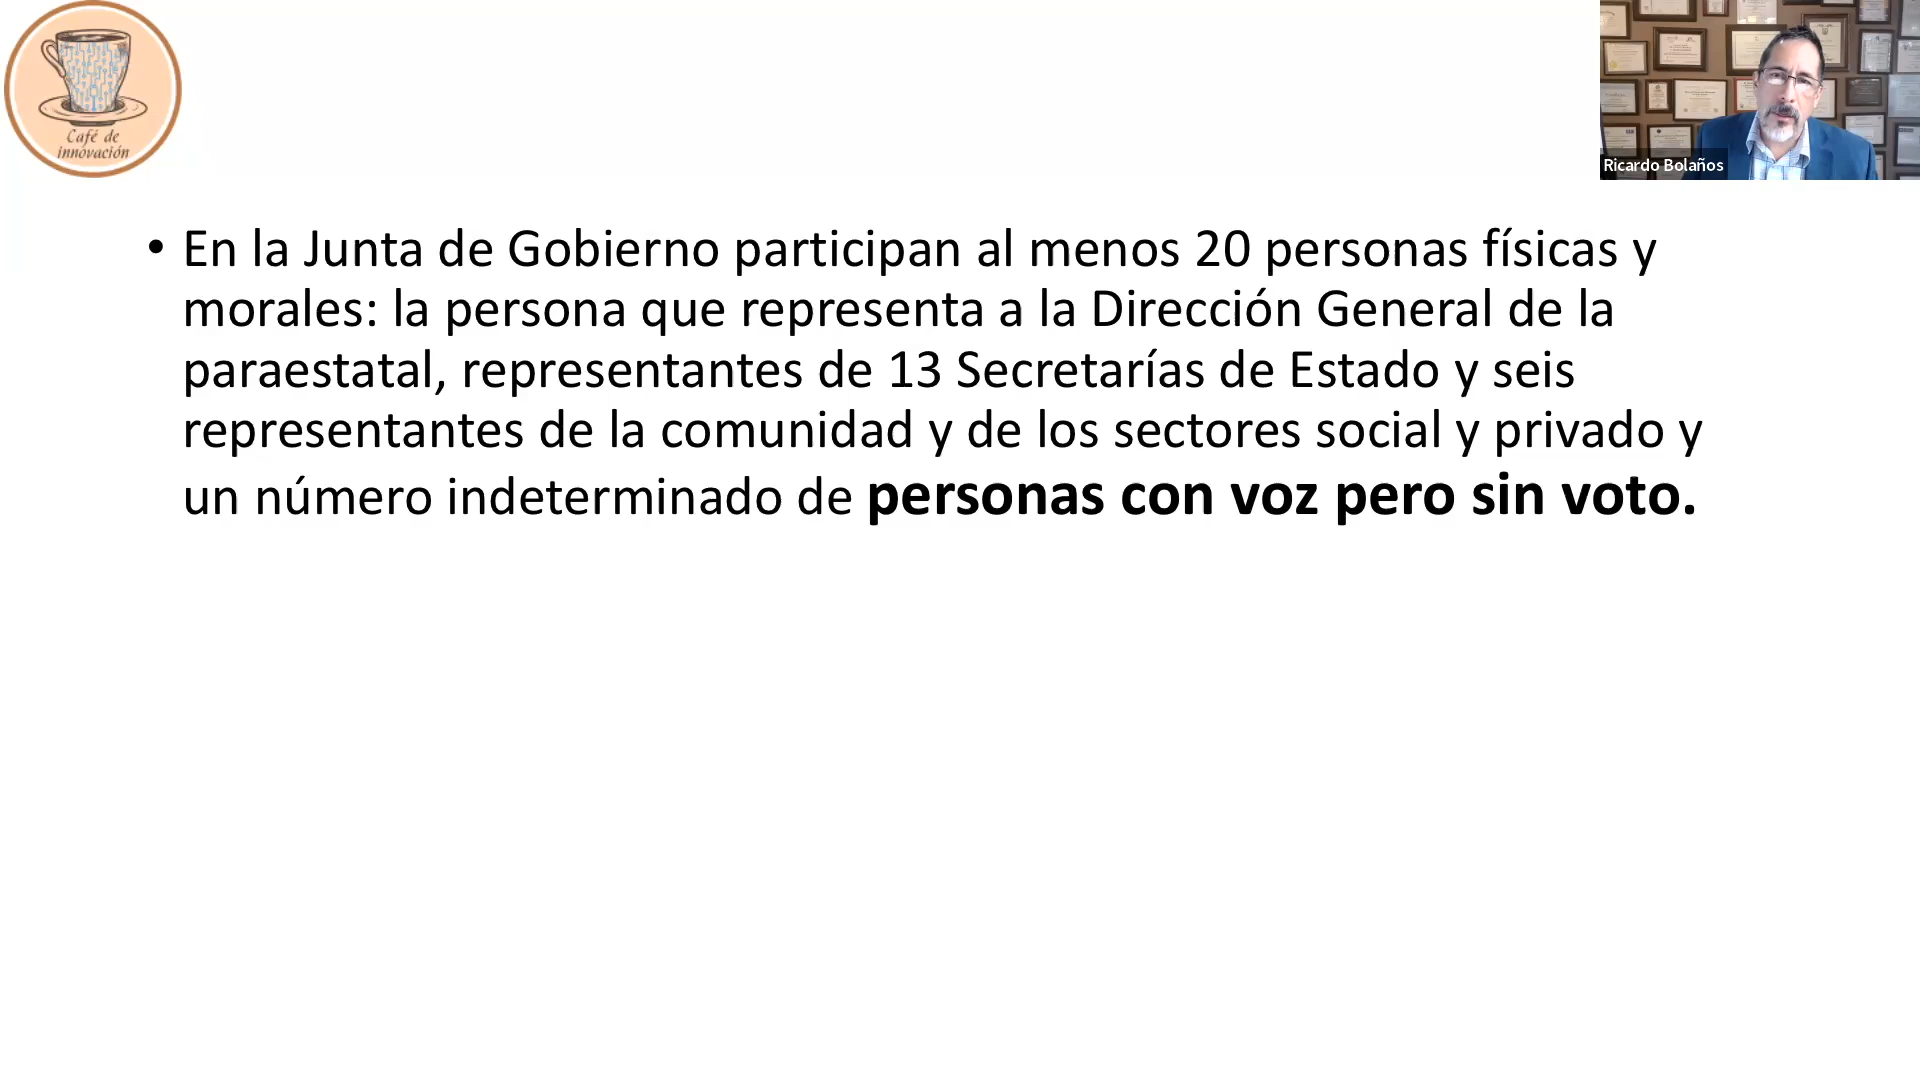 Café de
innovación
Ricardo Bolaños
• En la Junta de Gobierno participan al menos 20 personas físicas y
morales: la persona que representa a la Dirección General de la
paraestatal, representantes de 13 Secretarías de Estado y seis
representantes de la comunidad y de los sectores social y privado y
un número indeterminado de personas con voz pero sin voto.